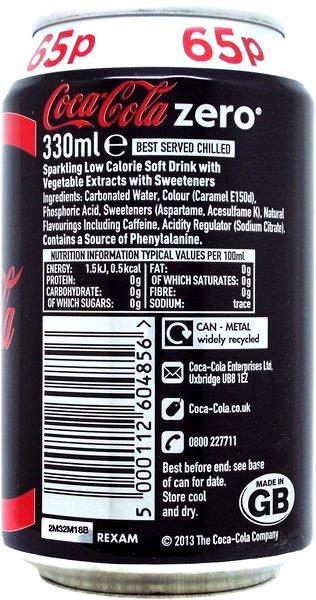 65p 65p
Coca-Cola zero®
330ml e BEST SERVED CHILLED
Sparkling Low Calorie Soft Drink with
Vegetable Extracts with Sweeteners
Ingredients: Carbonated Water, Colour (Caramel E150d),
Phosphoric Acid, Sweeteners (Aspartame, Acesulfame K), Natural
Flavourings Including Caffeine, Acidity Regulator (Sodium Citrate).
Contains a Source of Phenylalanine.
NUTRITION INFORMATION TYPICAL VALUES PER 100ml
ENERGY: 1.5kJ, 0.5kcal FAT: 0g
PROTEIN: 0g OF WHICH SATURATES: 0g
CARBOHYDRATE: 0g FIBRE: 0g
OF WHICH SUGARS: 0g SODIUM: trace
CAN - METAL
widely recycled
Coca-Cola Enterprises Ltd,
Uxbridge UB8 1EZ
Coca-Cola.co.uk
0800 227711
Best before end: see base
of can for date.
Store cool
and dry.
MADE IN
GB
5 000112 604856 >
2M32M18B
REXAM
© 2013 The Coca-Cola Company